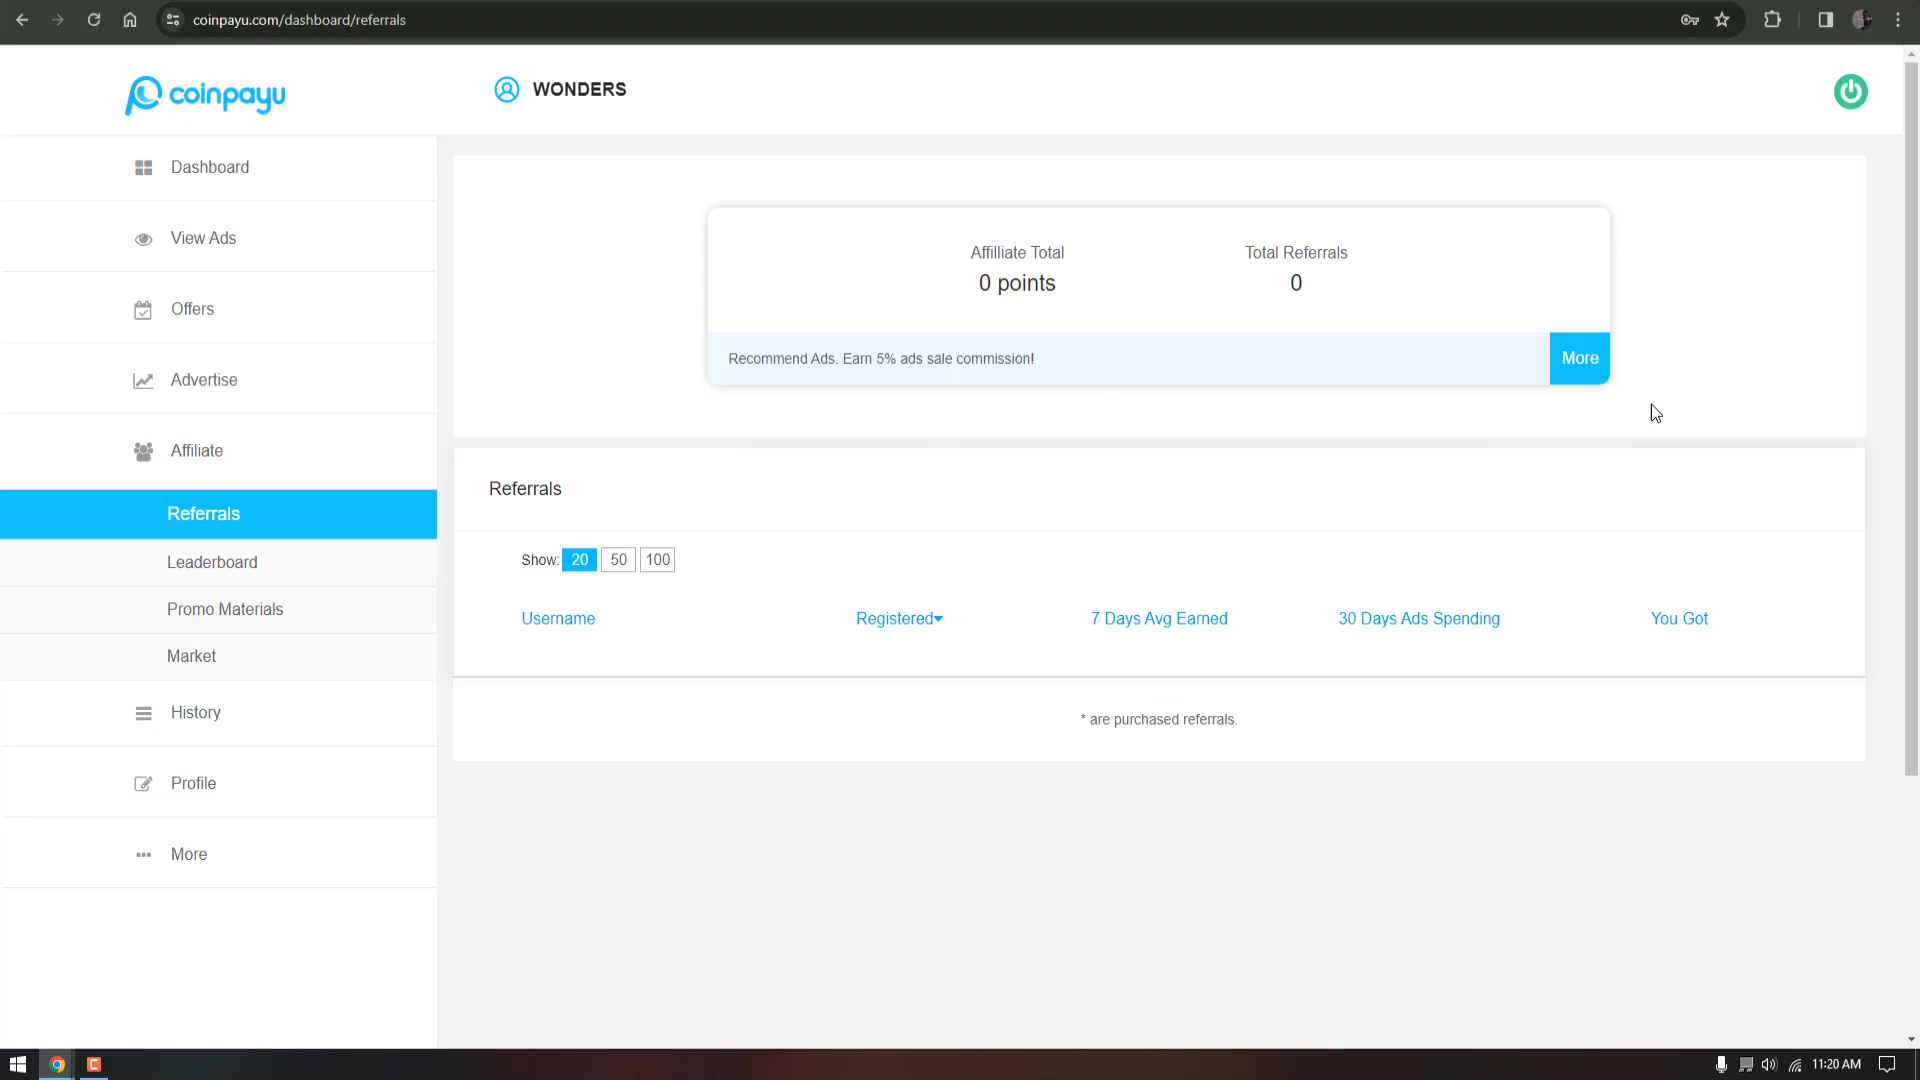 coinpayu.com/dashboard/referrals
coinpayu
WONDERS
Dashboard
View Ads
Offers
Advertise
Affiliate
Referrals
Leaderboard
Promo Materials
Market
History
Profile
More
Affilliate Total
0 points
Total Referrals
0
Recommend Ads. Earn 5% ads sale commission!
More
Referrals
Show: 20 50 100
Username Registered 7 Days Avg Earned 30 Days Ads Spending You Got
* are purchased referrals.
11:20 AM